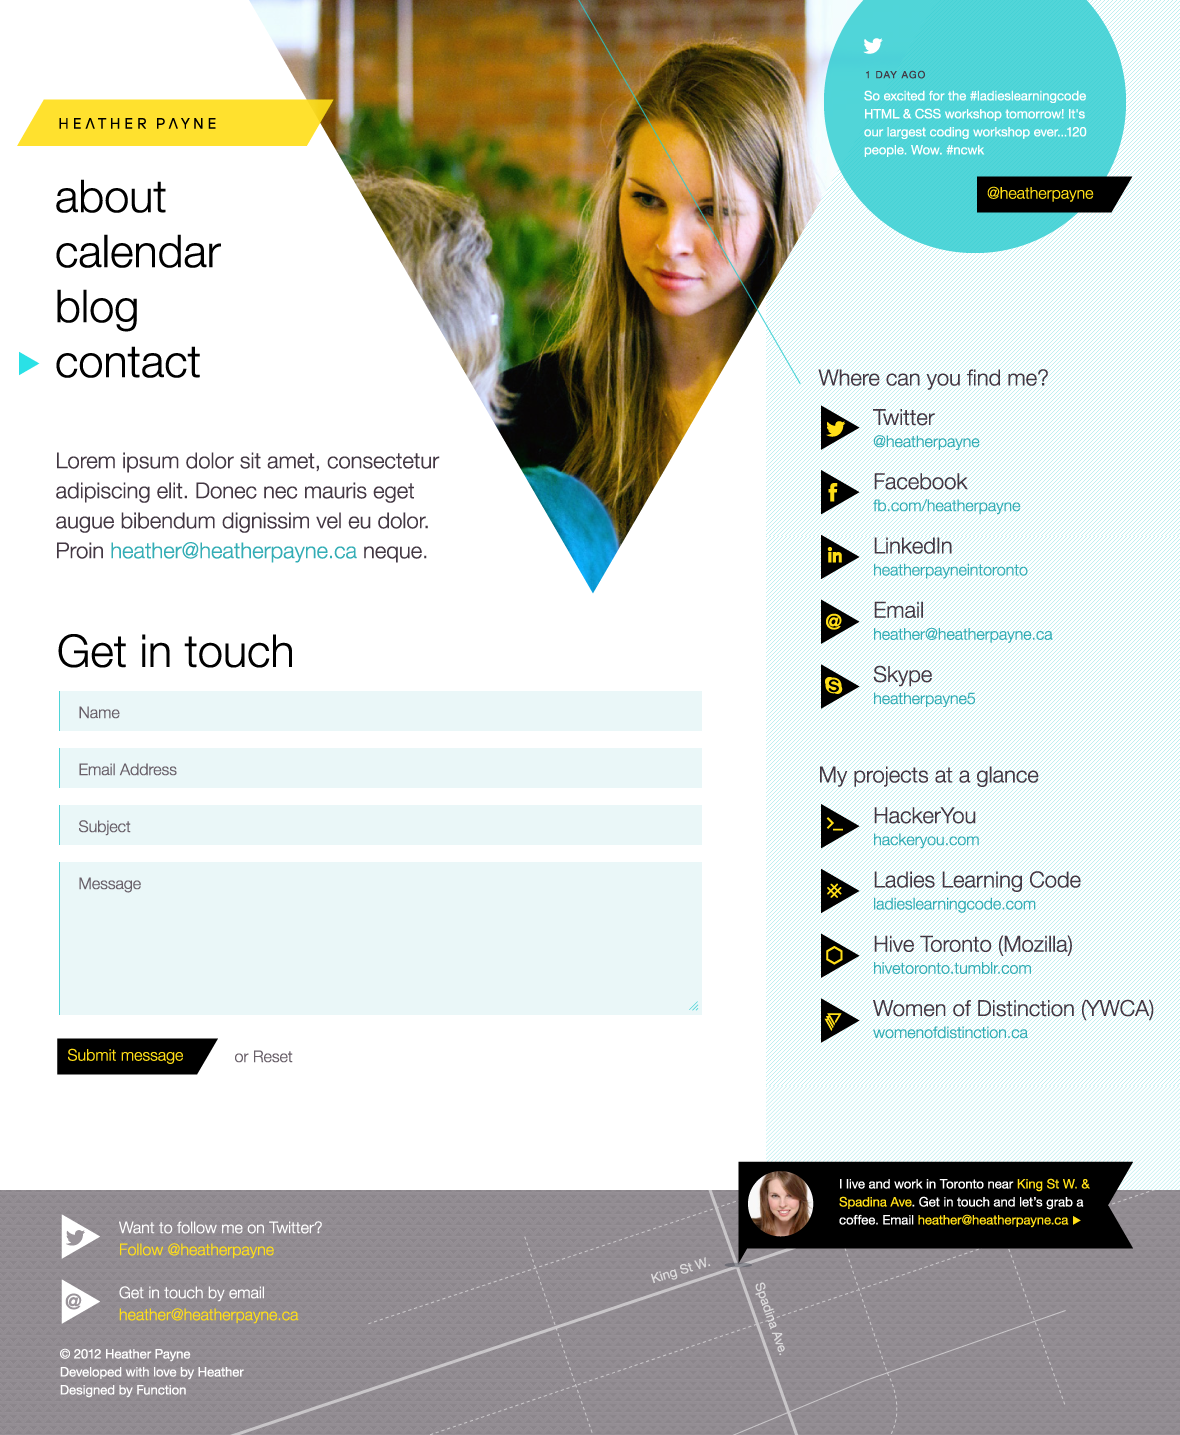 HEATHER PAYNE
about
calendar
blog
contact
Lorem ipsum dolor sit amet, consectetur
adipiscing elit. Donec nec mauris eget
augue bibendum dignissim vel eu dolor.
Proin heather@heatherpayne.ca neque.
Get in touch
Name
Email Address
Subject
Message
Submit message
or Reset
1 DAY AGO
So excited for the #ladieslearningcode
HTML & CSS workshop tomorrow! It's
our largest coding workshop ever...120
people. Wow. #ncwk
@heatherpayne
Where can you find me?
Twitter
@heatherpayne
f
Facebook
fb.com/heatherpayne
in
LinkedIn
heatherpayneintoronto
@
Email
heather@heatherpayne.ca
S
Skype
heatherpayne5
My projects at a glance
HackerYou
hackeryou.com
Ladies Learning Code
ladieslearningcode.com
Hive Toronto (Mozilla)
hivetoronto.tumblr.com
Women of Distinction (YWCA)
womenofdistinction.ca
I live and work in Toronto near King St W. &
Spadina Ave. Get in touch and let's grab a
coffee. Email heather@heatherpayne.ca
Want to follow me on Twitter?
Follow @heatherpayne
@
Get in touch by email
heather@heatherpayne.ca
© 2012 Heather Payne
Developed with love by Heather
Designed by Function
King St W.
Spadina Ave.